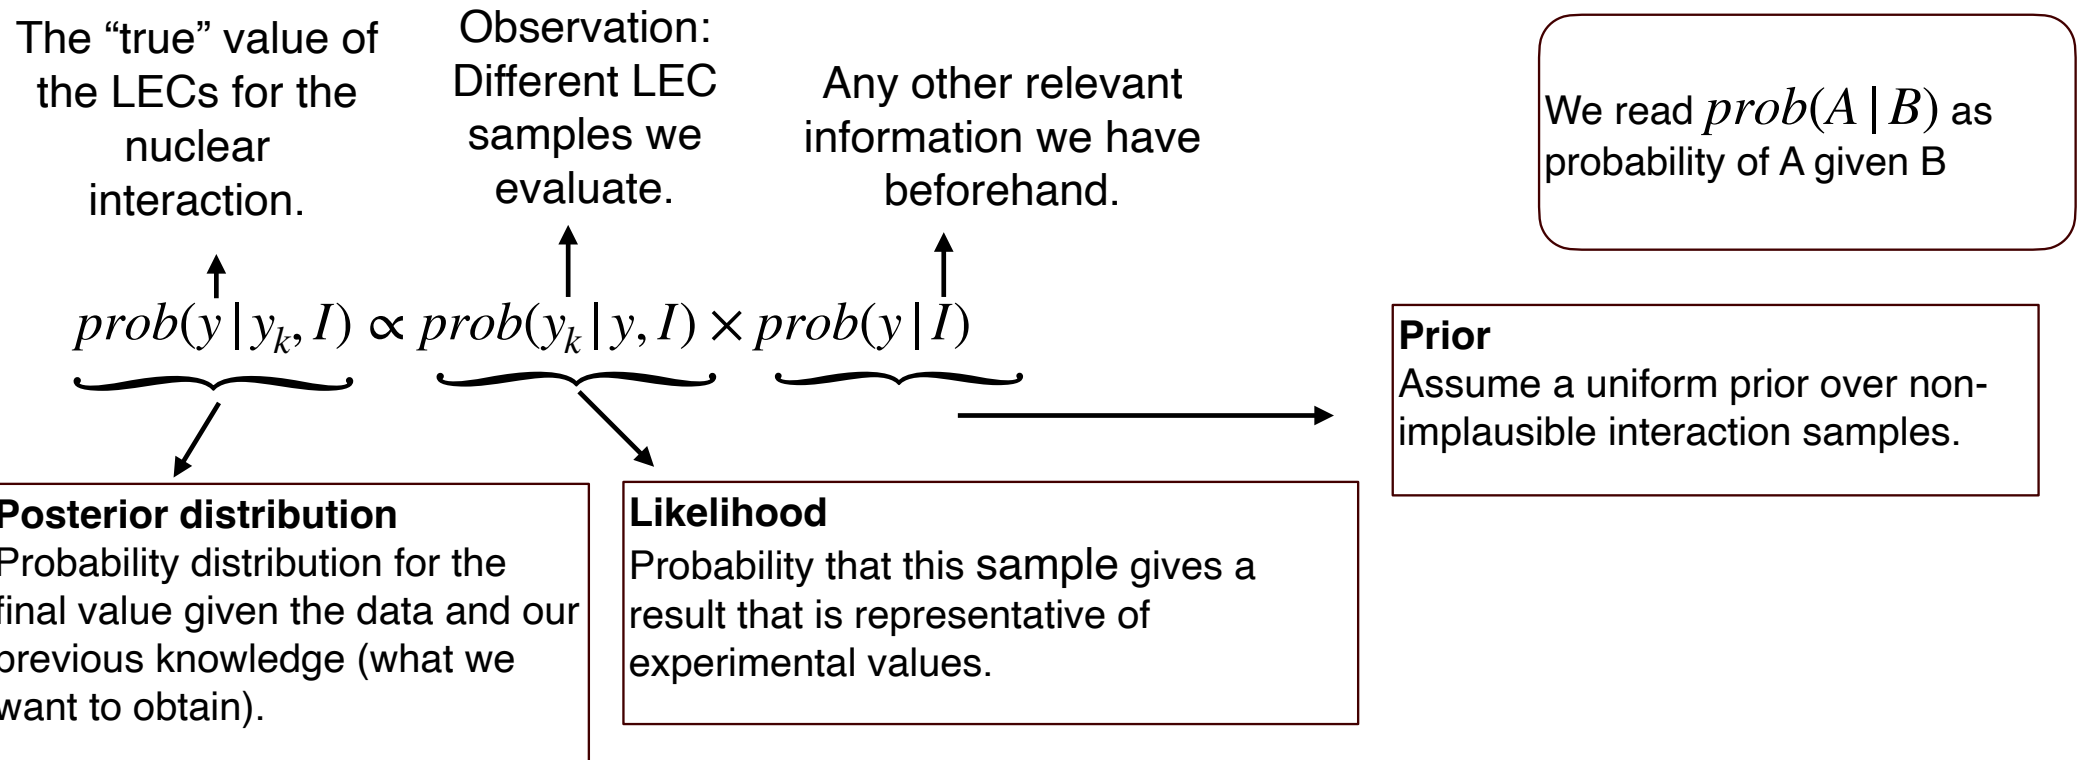 The “true” value of
the LECs for the
nuclear
interaction.
Observation:
Different LEC
samples we
evaluate.
Any other relevant
information we have
beforehand.
We read prob(A | B) as
probability of A given B
prob(y | y_k, I) ∝ prob(y_k | y, I) × prob(y | I)
Prior
Assume a uniform prior over non-
implausible interaction samples.
Posterior distribution
Probability distribution for the
final value given the data and our
previous knowledge (what we
want to obtain).
Likelihood
Probability that this sample gives a
result that is representative of
experimental values.